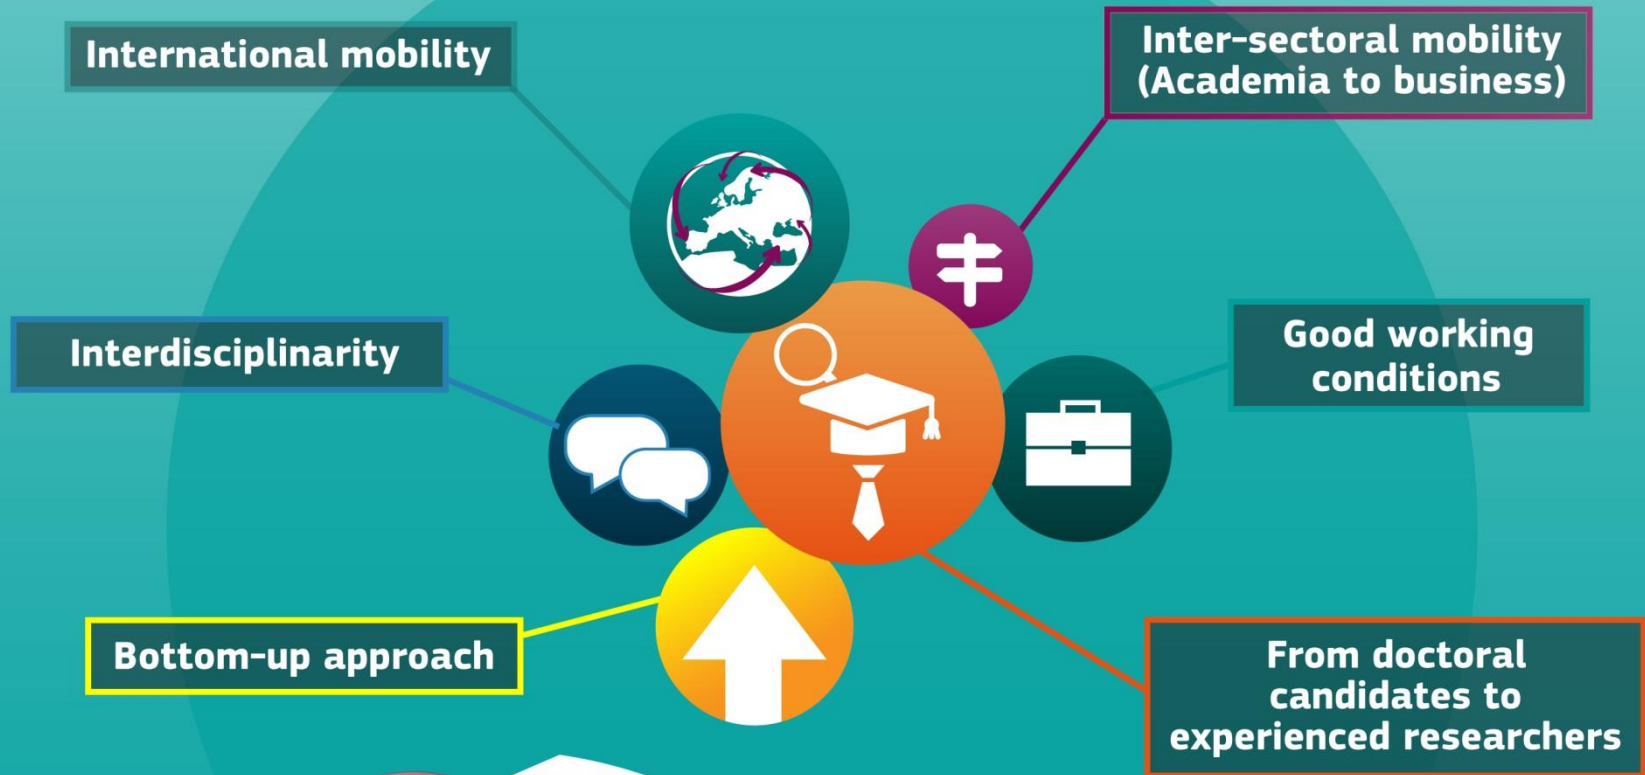 International mobility
Inter-sectoral mobility
(Academia to business)
Interdisciplinarity
Good working
conditions
Bottom-up approach
From doctoral
candidates to
experienced researchers